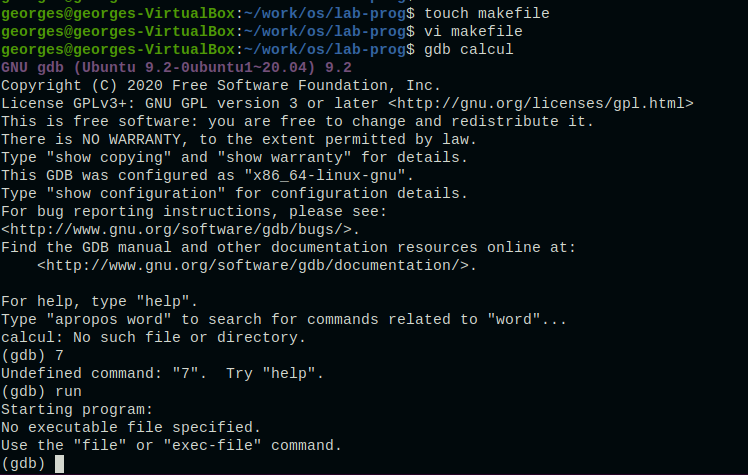 georges@georges-VirtualBox:~/work/os/lab-prog$
georges@georges-VirtualBox:~/work/os/lab-prog$ touch makefile
georges@georges-VirtualBox:~/work/os/lab-prog$ vi makefile
georges@georges-VirtualBox:~/work/os/lab-prog$ gdb calcul
GNU gdb (Ubuntu 9.2-0ubuntu1~20.04) 9.2
Copyright (C) 2020 Free Software Foundation, Inc.
License GPLv3+: GNU GPL version 3 or later <http://gnu.org/licenses/gpl.html>
This is free software: you are free to change and redistribute it.
There is NO WARRANTY, to the extent permitted by law.
Type "show copying" and "show warranty" for details.
This GDB was configured as "x86_64-linux-gnu".
Type "show configuration" for configuration details.
For bug reporting instructions, please see:
<http://www.gnu.org/software/gdb/bugs/>.
Find the GDB manual and other documentation resources online at:
    <http://www.gnu.org/software/gdb/documentation/>.

For help, type "help".
Type "apropos word" to search for commands related to "word"...
calcul: No such file or directory.
(gdb) 7
Undefined command: "7".  Try "help".
(gdb) run
Starting program:
No executable file specified.
Use the "file" or "exec-file" command.
(gdb)